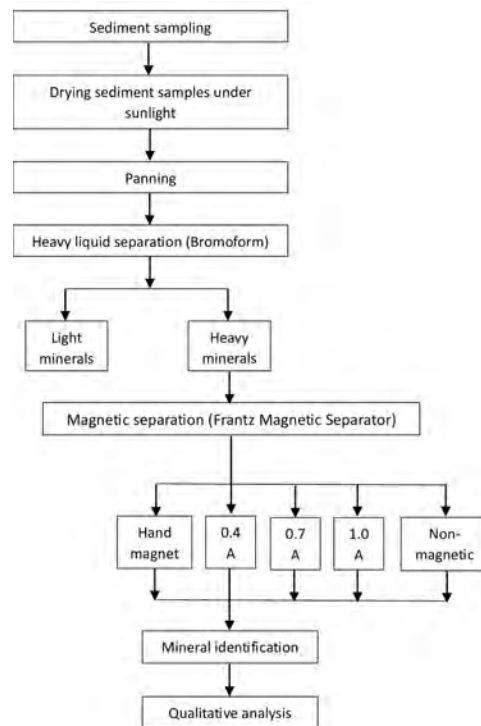 Sediment sampling
Drying sediment samples under
sunlight
Panning
Heavy liquid separation (Bromoform)
Light
minerals
Heavy
minerals
Magnetic separation (Frantz Magnetic Separator)
Hand
magnet
0.4
A
0.7
A
1.0
A
Non-
magnetic
Mineral identification
Qualitative analysis